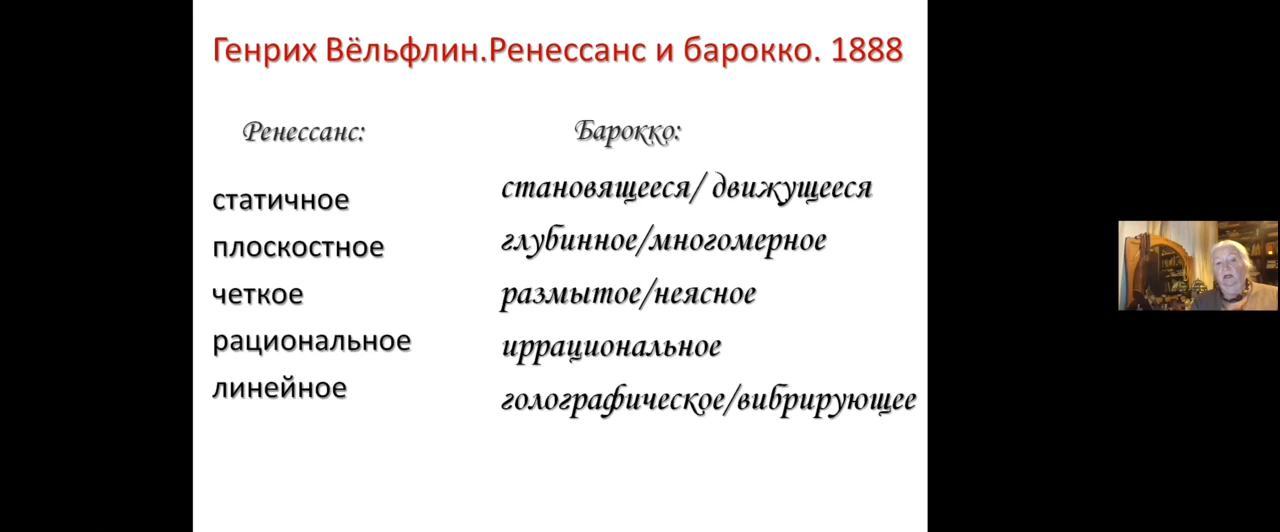 Генрих Вёльфлин.Ренессанс и барокко. 1888
Ренессанс:
статичное
плоскостное
четкое
рациональное
линейное
Барокко:
становящееся/ движущееся
глубинное/многомерное
размытое/неясное
иррациональное
голографическое/вибрирующее